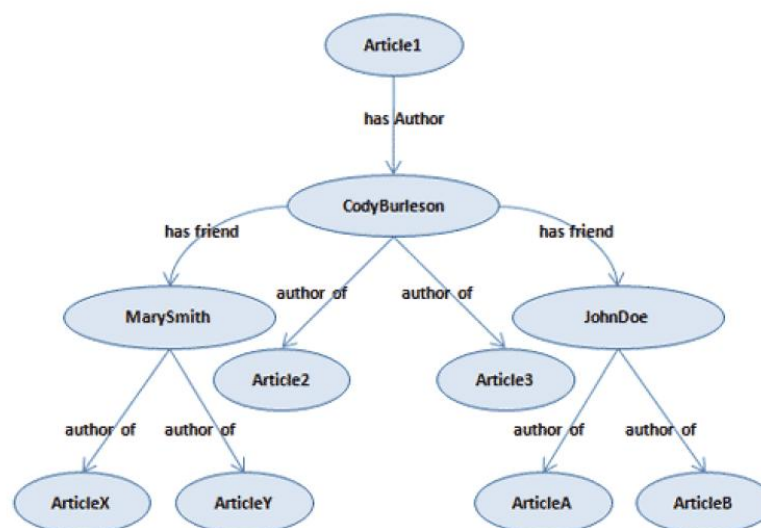 Article1
has Author
CodyBurleson
has friend
has friend
author of
author of
MarySmith
JohnDoe
Article2
Article3
author of
author of
author of
author of
ArticleX
ArticleY
ArticleA
ArticleB